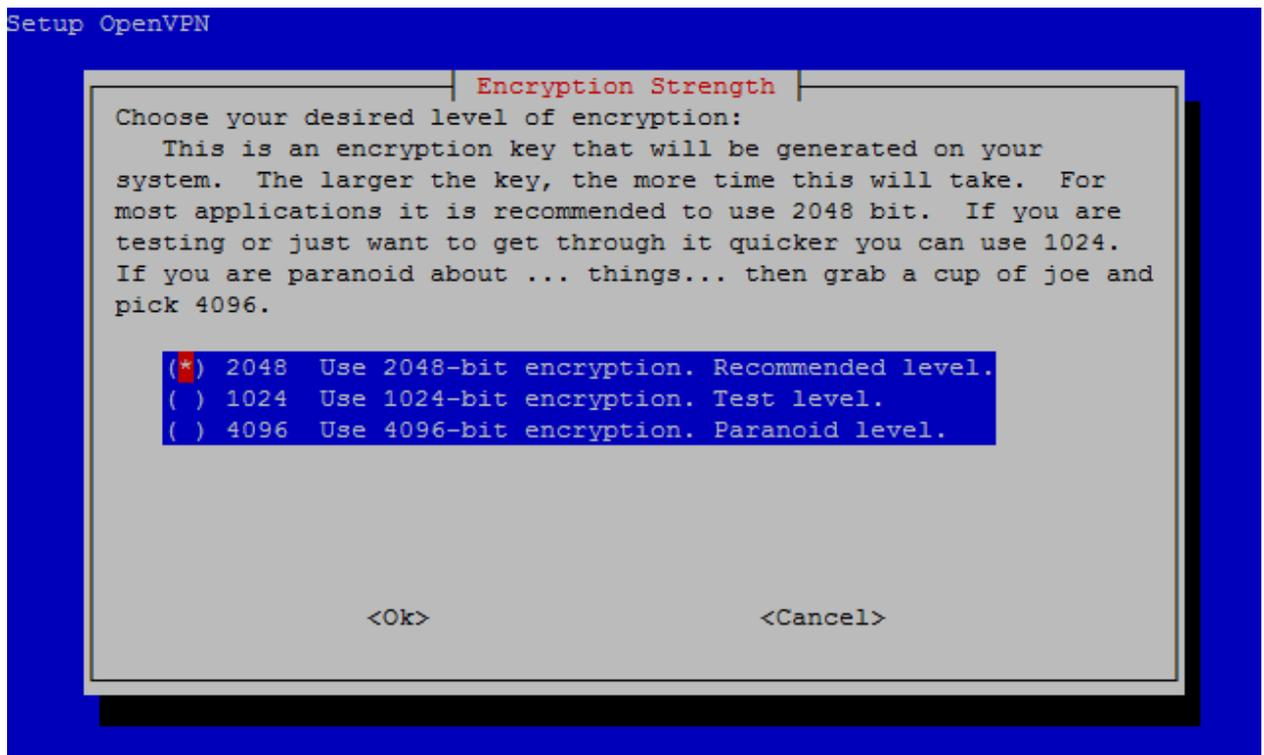 Setup OpenVPN
Encryption Strength
Choose your desired level of encryption:
This is an encryption key that will be generated on your
system.  The larger the key, the more time this will take.  For
most applications it is recommended to use 2048 bit.  If you are
testing or just want to get through it quicker you can use 1024.
If you are paranoid about ... things... then grab a cup of joe and
pick 4096.
(*) 2048  Use 2048-bit encryption. Recommended level.
( ) 1024  Use 1024-bit encryption. Test level.
( ) 4096  Use 4096-bit encryption. Paranoid level.
<Ok> <Cancel>